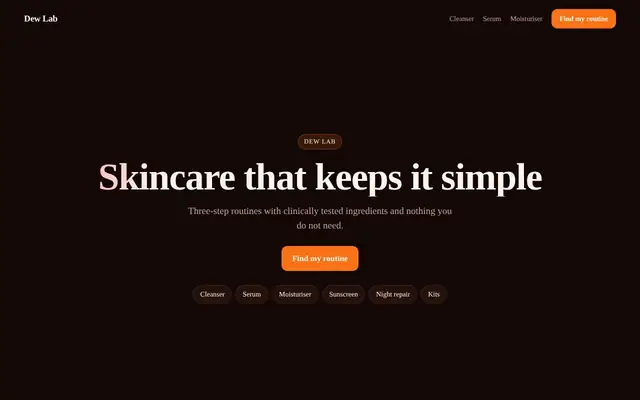 Dew Lab
Cleanser Serum Moisturiser Find my routine
DEW LAB
Skincare that keeps it simple
Three-step routines with clinically tested ingredients and nothing you
do not need.
Find my routine
Cleanser Serum Moisturiser Sunscreen Night repair Kits